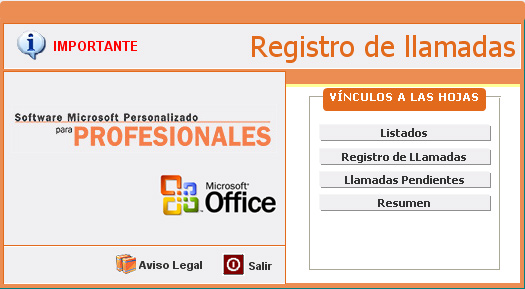 IMPORTANTE
Registro de llamadas
Software Microsoft Personalizado
para PROFESIONALES
Microsoft®
Office
Aviso Legal
Salir
VÍNCULOS A LAS HOJAS
Listados
Registro de LLamadas
Llamadas Pendientes
Resumen